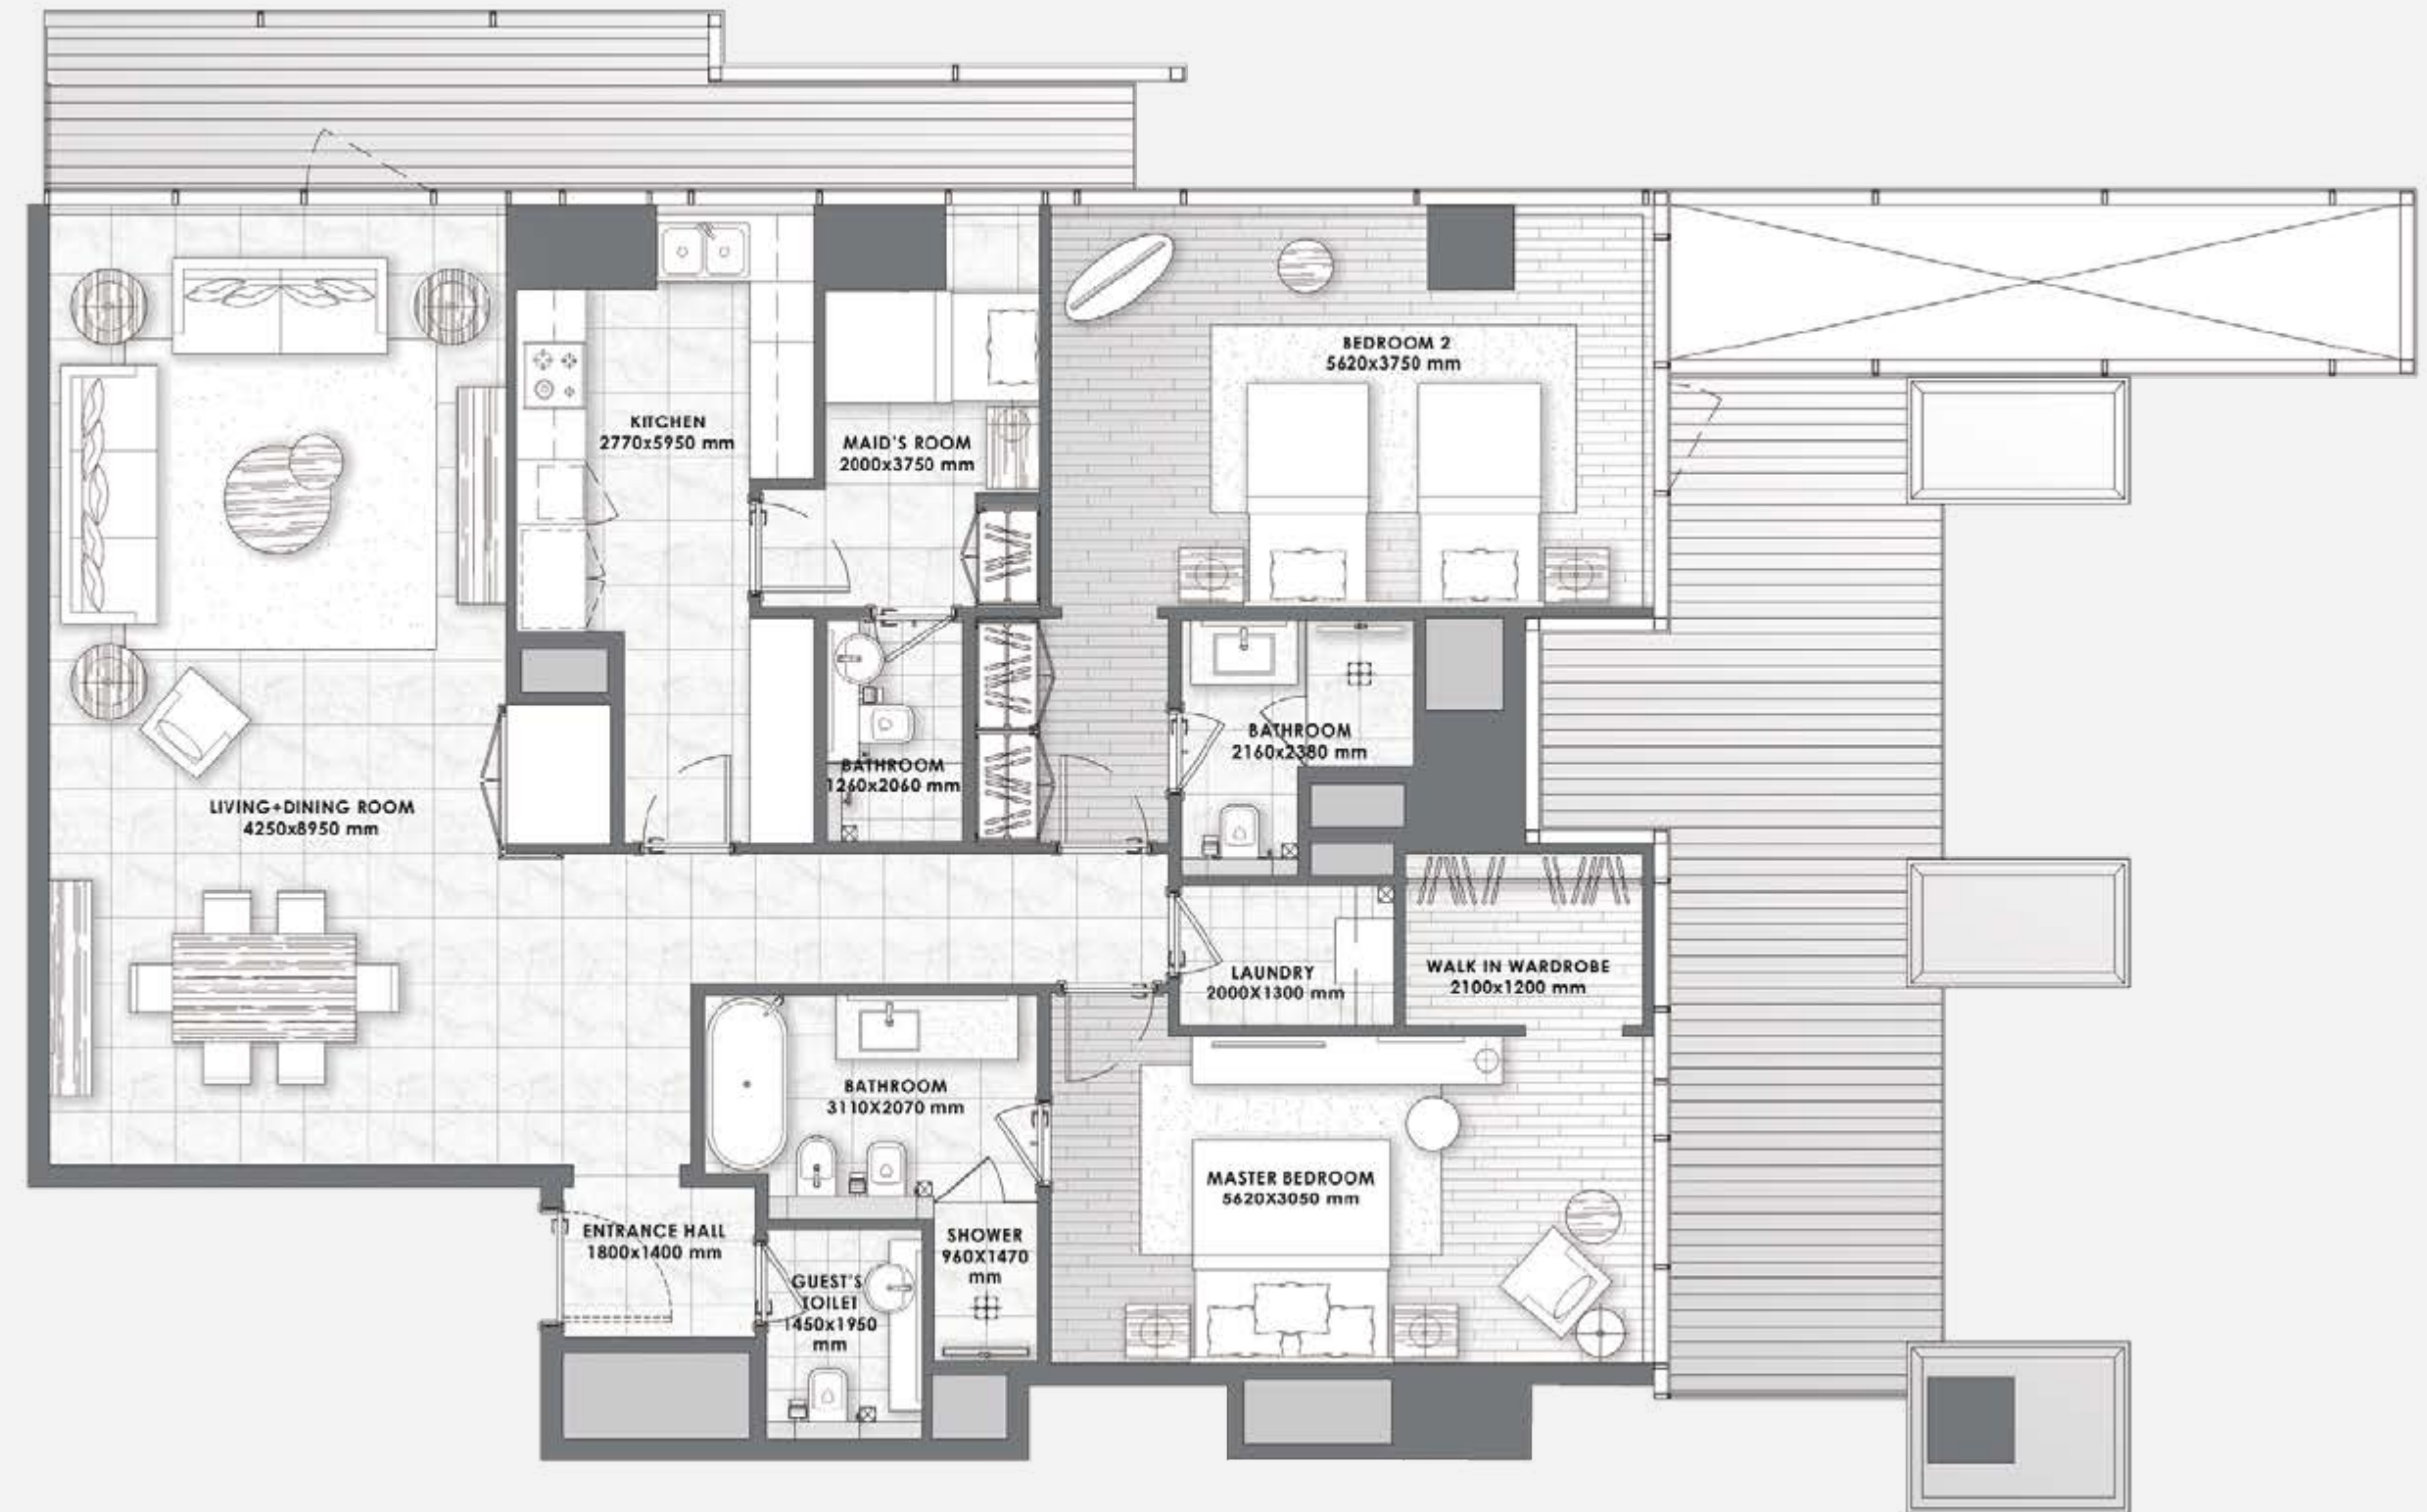 BEDROOM 2
5620x3750 mm
KITCHEN
2770x5950 mm
MAID'S ROOM
2000x3750 mm
BATHROOM
2160x2380 mm
BATHROOM
1260x2060 mm
LIVING+DINING ROOM
4250x8950 mm
LAUNDRY
2000X1300 mm
WALK IN WARDROBE
2100x1200 mm
BATHROOM
3110X2070 mm
MASTER BEDROOM
5620X3050 mm
ENTRANCE HALL
1800x1400 mm
SHOWER
960X1470
mm
GUEST'S
TOILET
1450x1950
mm